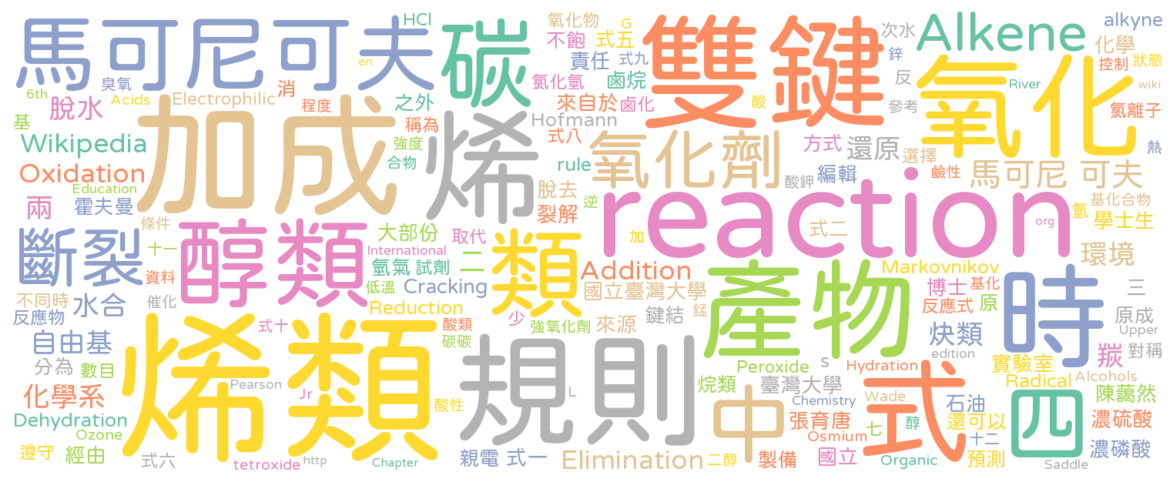 馬可尼可夫 碳 雙鍵 Alkene alkyne
HCl 氧化物 G 次水 化學
不飽 式五 鋅 狀態
臭氧 責任 式九 控制
氯化氫 鹵烷 反 氧化 River wiki
6th Acids Electrophilic 消 en
脫水 程度 之外 來自於 鹵化 酸 參考 氯離子
基 加成 稱為 烯 Hofmann
Wikipedia 強度 式八 氧化劑 方式 還原 熱
合物 rule 選擇 馬可尼 可夫
Oxidation 脫去 酸鉀 編輯 鹼性
Education 裂解 逆 reaction 基化合物
兩 霍夫曼 氫 學士生
條件 大部份 取代 類 加 式二 org
斷裂 醇類 十一 International 二 環境
氫氣 試劑 Addition Markovnikov
資料 低溫 Cracking 國立臺灣大學 產物 博士 基化 時 三
不同時 水合 催化 Reduction 少 強氧化劑 來源 鍵結 錳 反應式 原 原成
反應物 式十 酸類 Upper
自由基 烯類 碳碳 規則 炔類 對稱
分為 數目 edition 羰
Peroxide S Hydration 實驗室
Pearson 烷類 臺灣大學 Radical Alcohols
化學系 Jr 酸性 L Chemistry 中 Wade 式 石油 四 陳藹然
Dehydration 張育唐 還可以 濃硫酸
Ozone 七 醇
遵守 經由 Osmium 十二 濃磷酸
式六 tetroxide http Chapter 親電 式一 Elimination 二醇 製備 國立 Organic 預測 Saddle